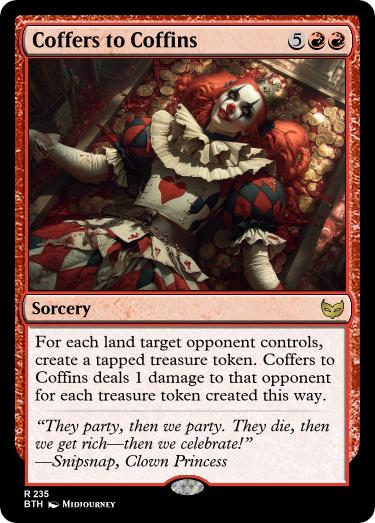 Coffers to Coffins 5
Sorcery
For each land target opponent controls,
create a tapped treasure token. Coffers to
Coffins deals 1 damage to that opponent
for each treasure token created this way.
“They party, then we party. They die, then
we get rich—then we celebrate!”
—Snipsnap, Clown Princess
R 235
BTH Midjourney